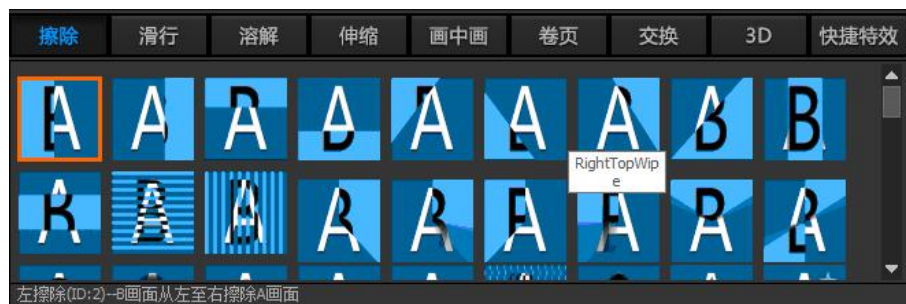 擦除 滑行 溶解 伸缩 画中画 卷页 交换 3D 快捷特效
RightTopWip
e
左擦除(ID:2)--B画面从左至右擦除A画面